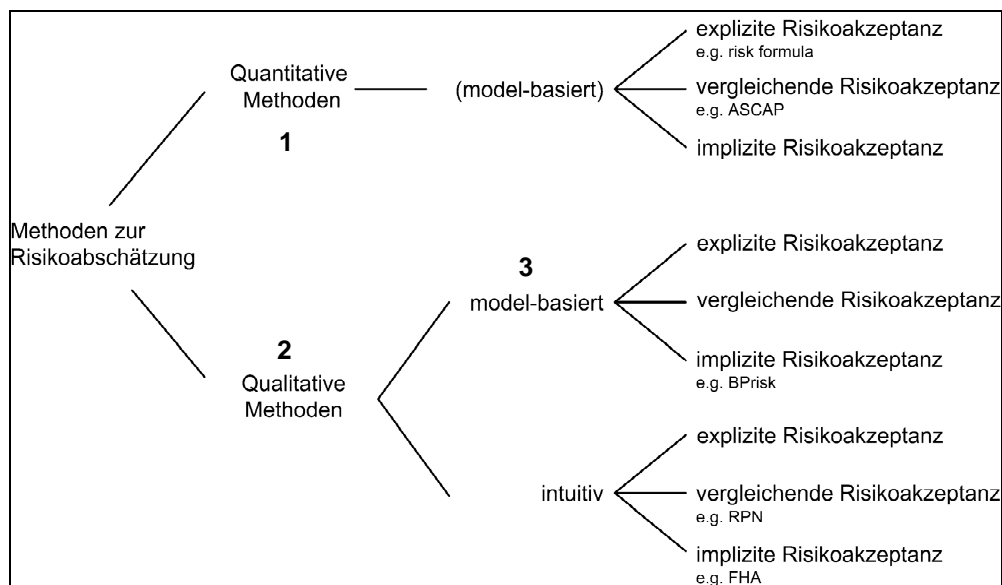 explizite Risikoakzeptanz
e.g. risk formula
Quantitative
Methoden
(model-basiert)
vergleichende Risikoakzeptanz
e.g. ASCAP
1
implizite Risikoakzeptanz
Methoden zur
Risikoabschätzung
explizite Risikoakzeptanz
3
model-basiert
vergleichende Risikoakzeptanz
2
Qualitative
Methoden
implizite Risikoakzeptanz
e.g. BPrisk
explizite Risikoakzeptanz
intuitiv
vergleichende Risikoakzeptanz
e.g. RPN
implizite Risikoakzeptanz
e.g. FHA